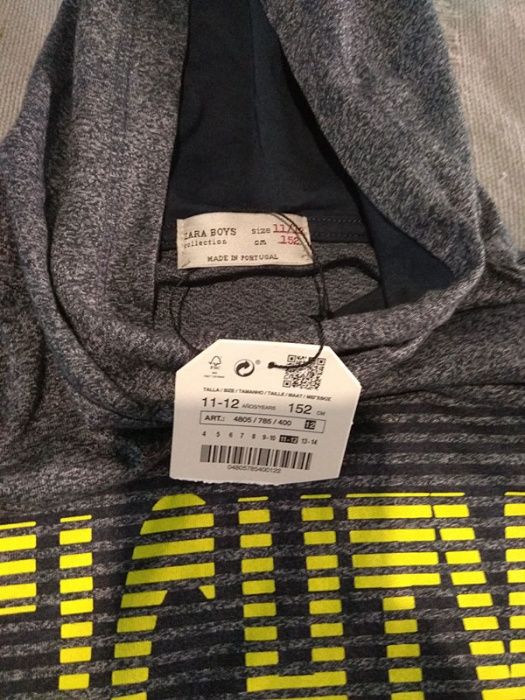 ZARA BOYS size 11/12
collection cm 152
MADE IN PORTUGAL
FSC
TALLA / SIZE / TAMANHO / TAILLE / MAAT / ΜΕΓΕΘΟΣ
11-12 AÑOS/YEARS 152 CM
ART.: 4805 / 785 / 400 12
4 5 6 7 8 9-10 11-12 13-14
04805785400122